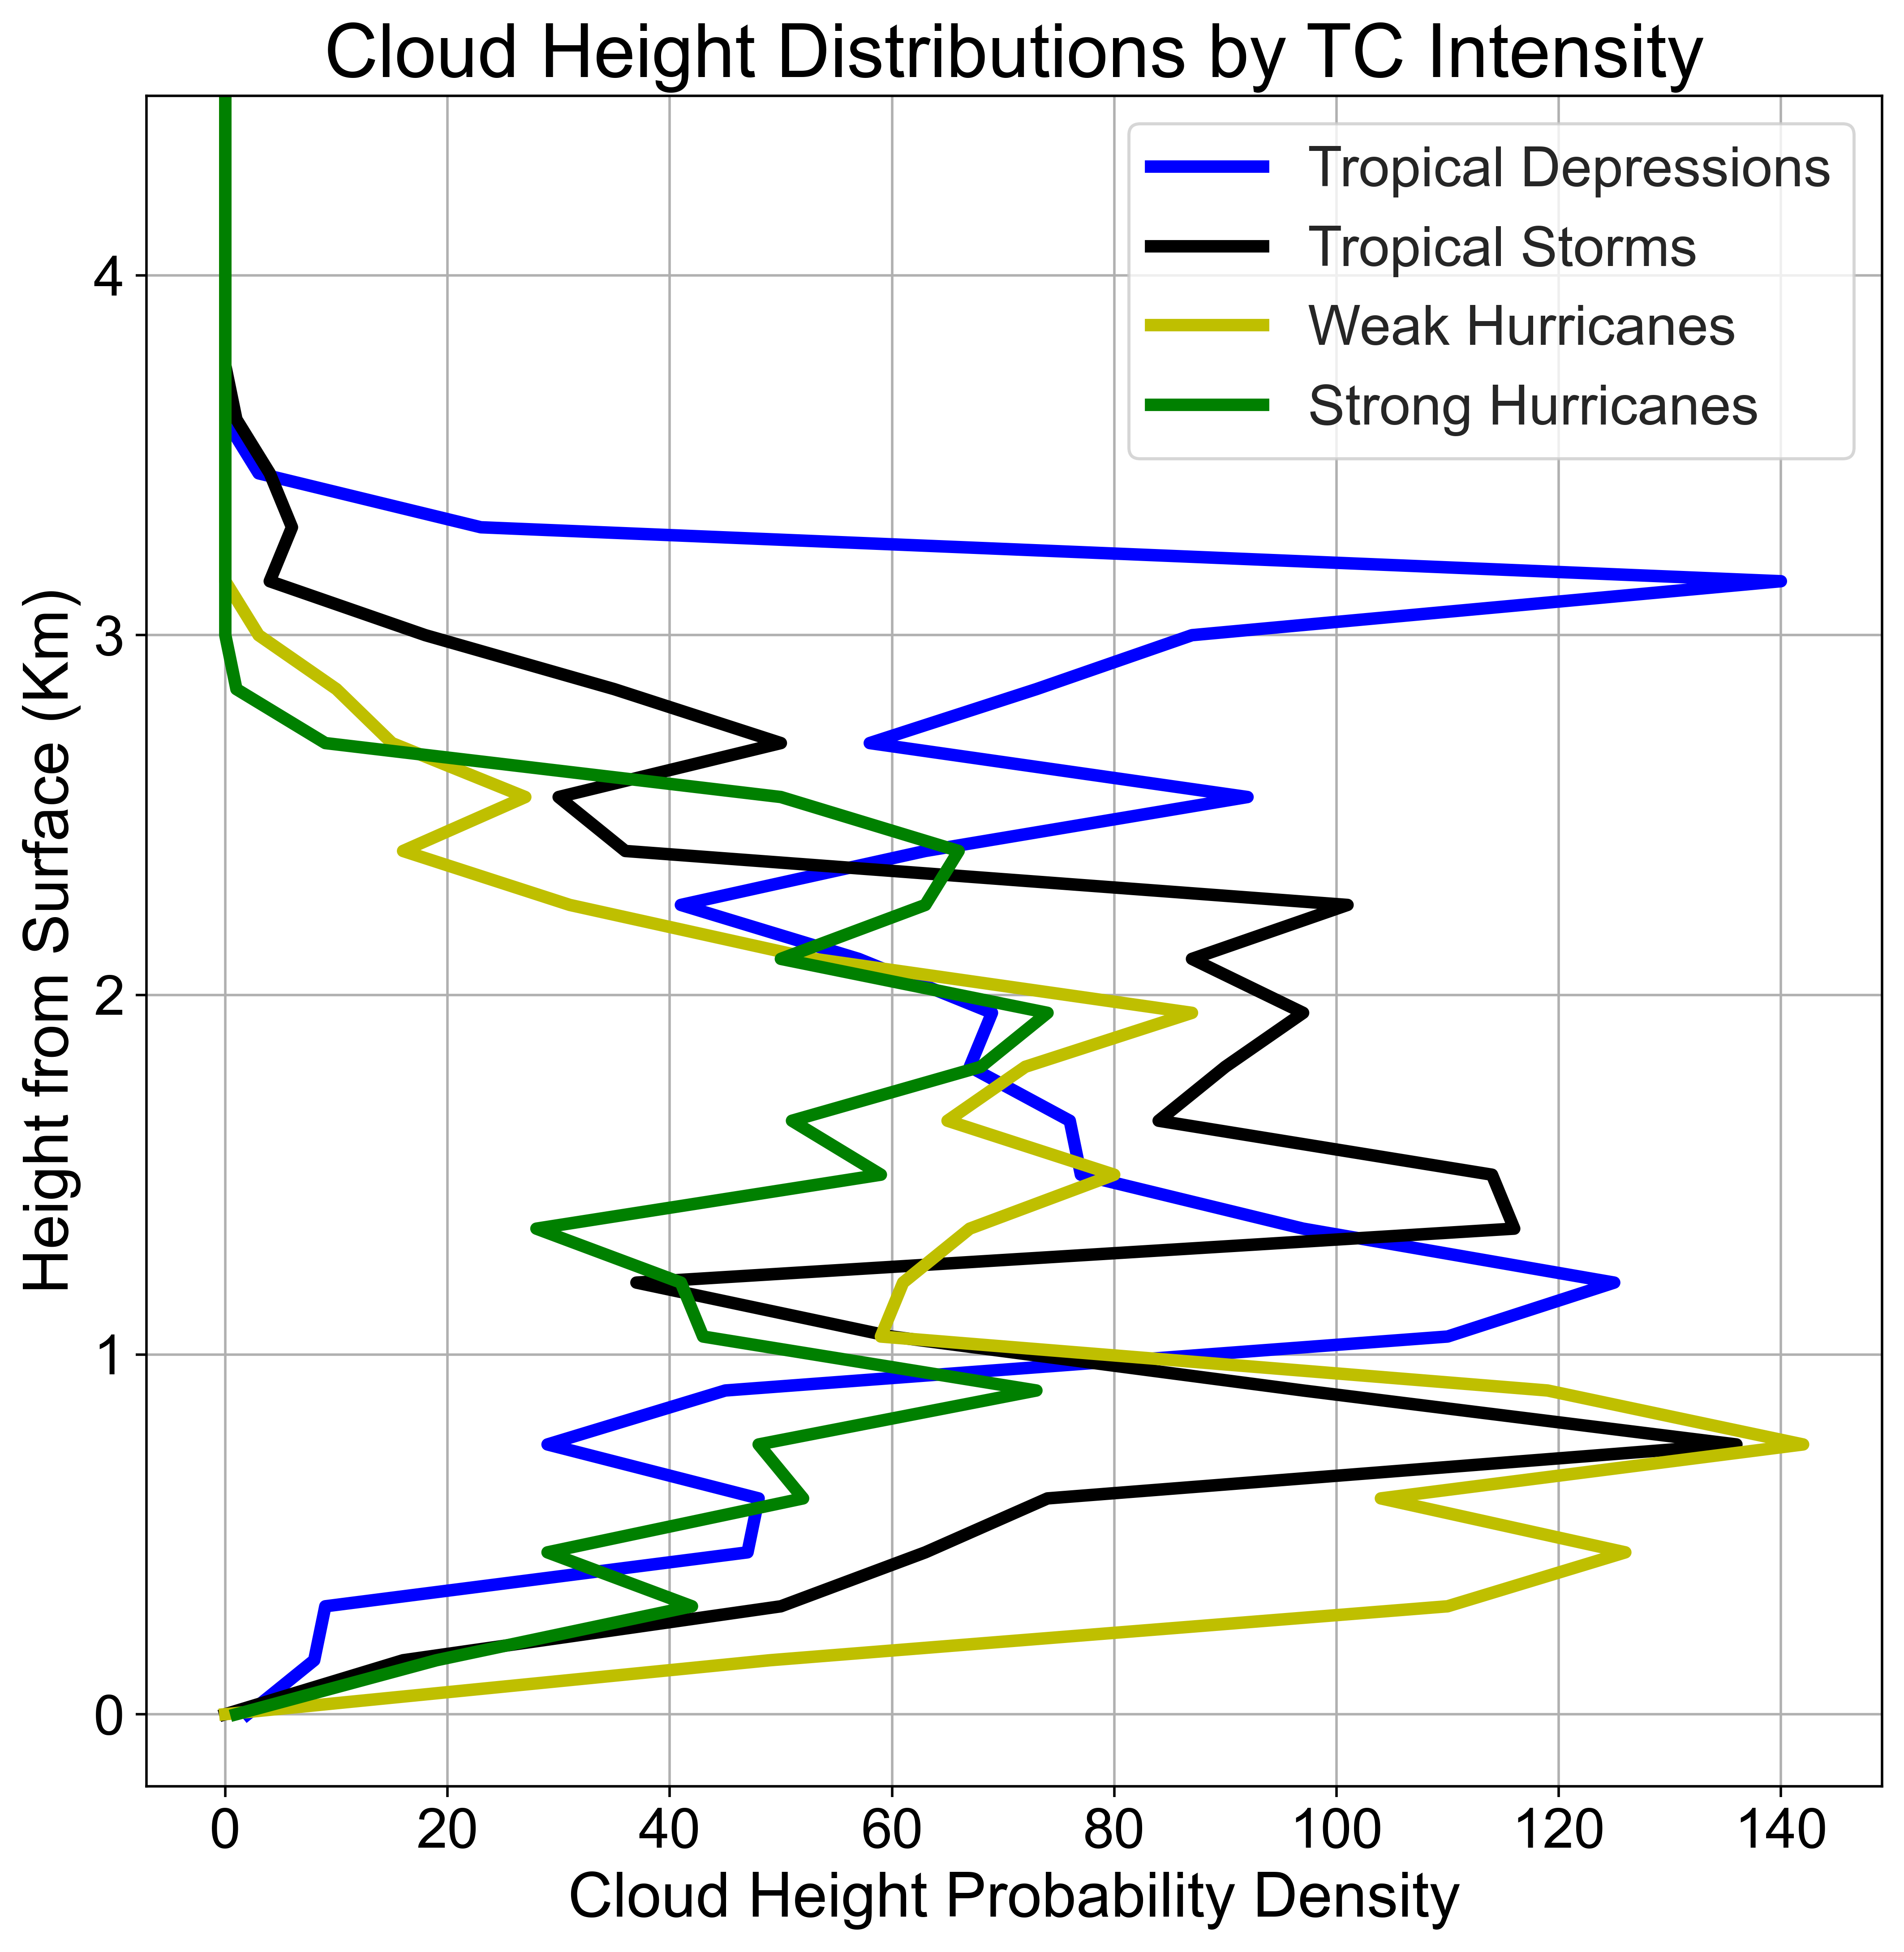 Cloud Height Distributions by TC Intensity
Tropical Depressions
Tropical Storms
Weak Hurricanes
Strong Hurricanes
Height from Surface (Km)
4
3
2
1
0
0 20 40 60 80 100 120 140
Cloud Height Probability Density